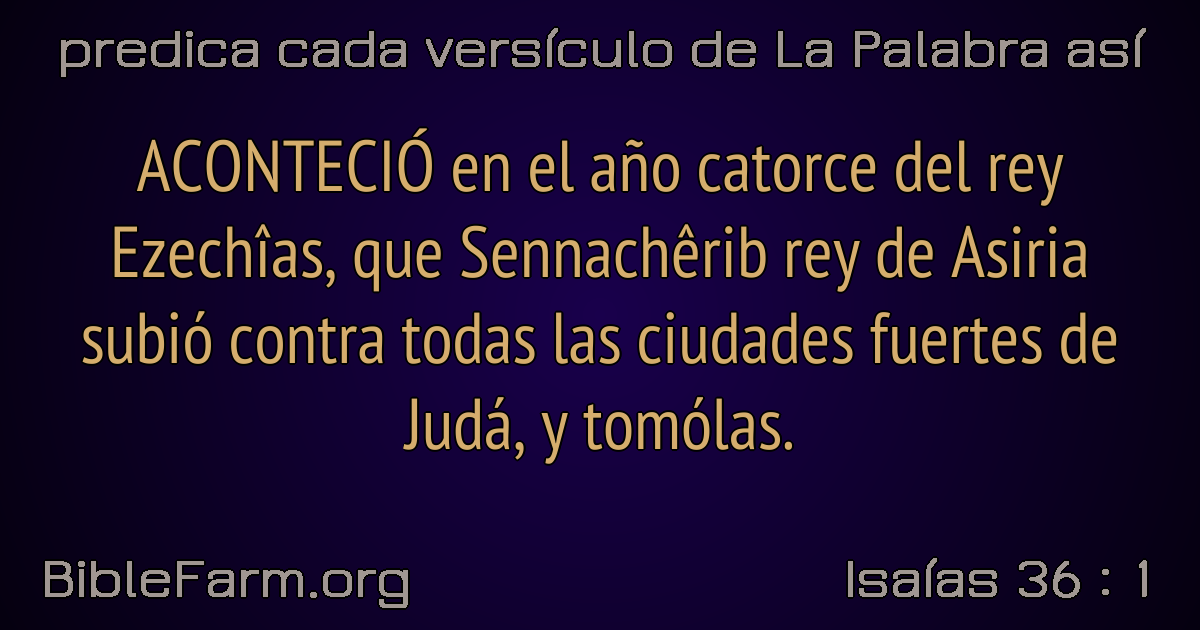 predica cada versículo de La Palabra así
ACONTECIÓ en el año catorce del rey
Ezechîas, que Sennachêrib rey de Asiria
subió contra todas las ciudades fuertes de
Judá, y tomólas.
BibleFarm.org
Isaías 36 : 1